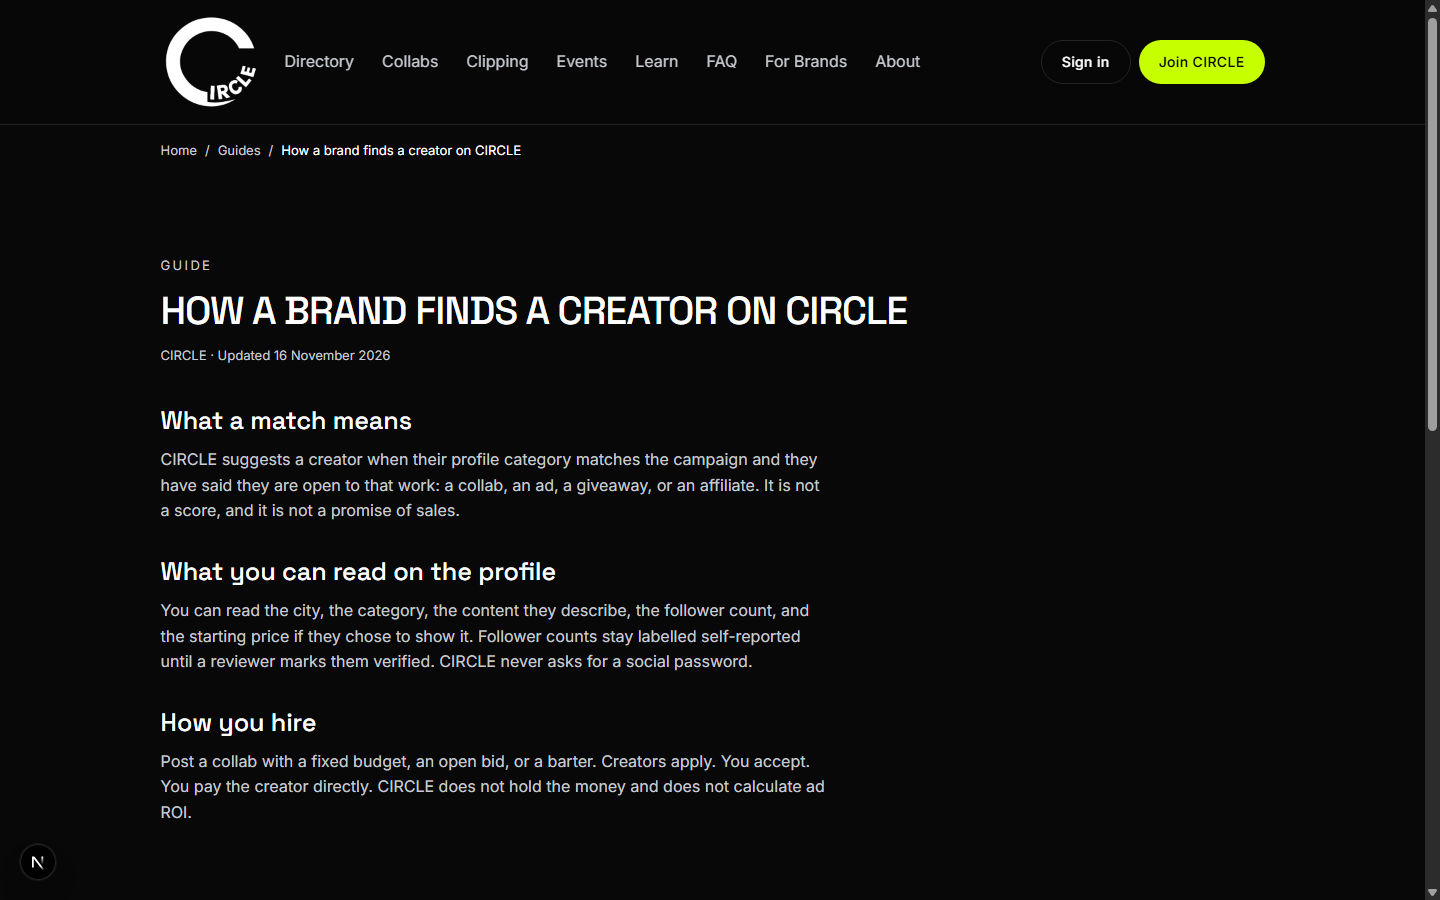 CIRCLE
Directory
Collabs
Clipping
Events
Learn
FAQ
For Brands
About
Sign in
Join CIRCLE
Home / Guides / How a brand finds a creator on CIRCLE
GUIDE
HOW A BRAND FINDS A CREATOR ON CIRCLE
CIRCLE · Updated 16 November 2026
What a match means
CIRCLE suggests a creator when their profile category matches the campaign and they
have said they are open to that work: a collab, an ad, a giveaway, or an affiliate. It is not
a score, and it is not a promise of sales.
What you can read on the profile
You can read the city, the category, the content they describe, the follower count, and
the starting price if they chose to show it. Follower counts stay labelled self-reported
until a reviewer marks them verified. CIRCLE never asks for a social password.
How you hire
Post a collab with a fixed budget, an open bid, or a barter. Creators apply. You accept.
You pay the creator directly. CIRCLE does not hold the money and does not calculate ad
ROI.
N